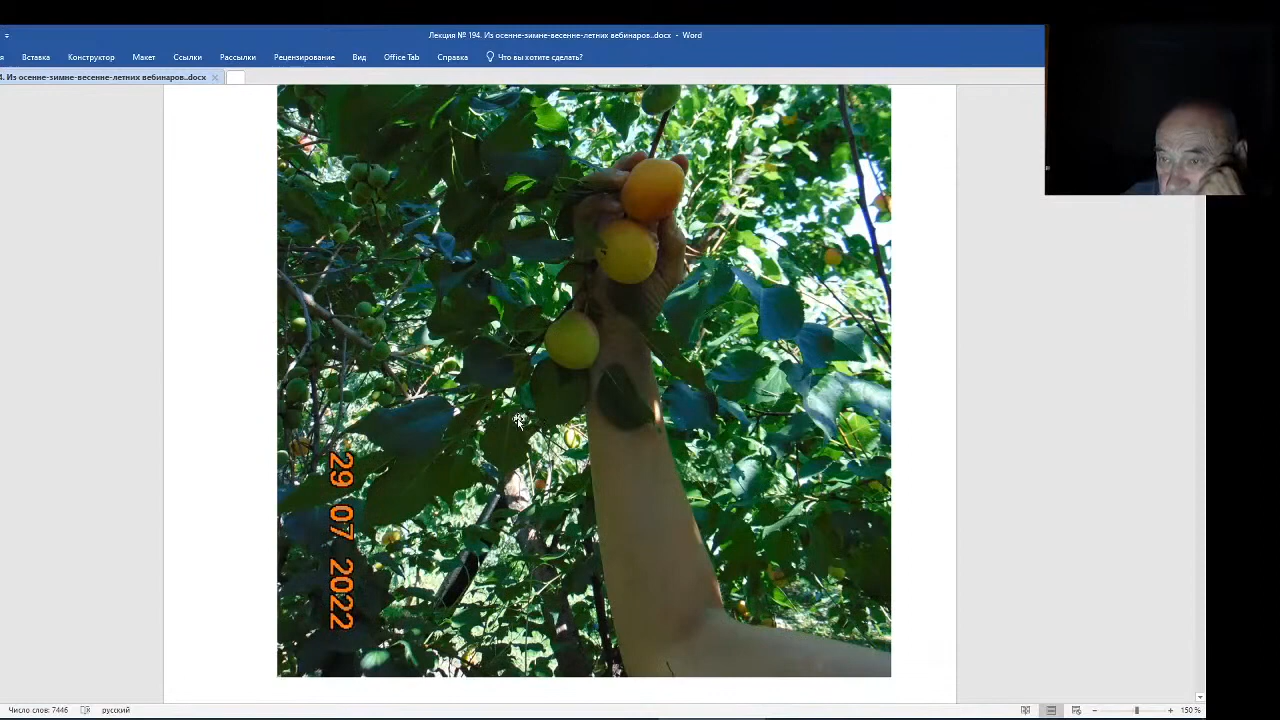 Лекция № 194. Из осенне-зимне-весенне-летних вебинаров..docx - Word
Вставка Конструктор Макет Ссылки Рассылки Рецензирование Вид Office Tab Справка Что вы хотите сделать?
4. Из осенне-зимне-весенне-летних вебинаров..docx
29 07 2022
Число слов: 7446 русский 150 %